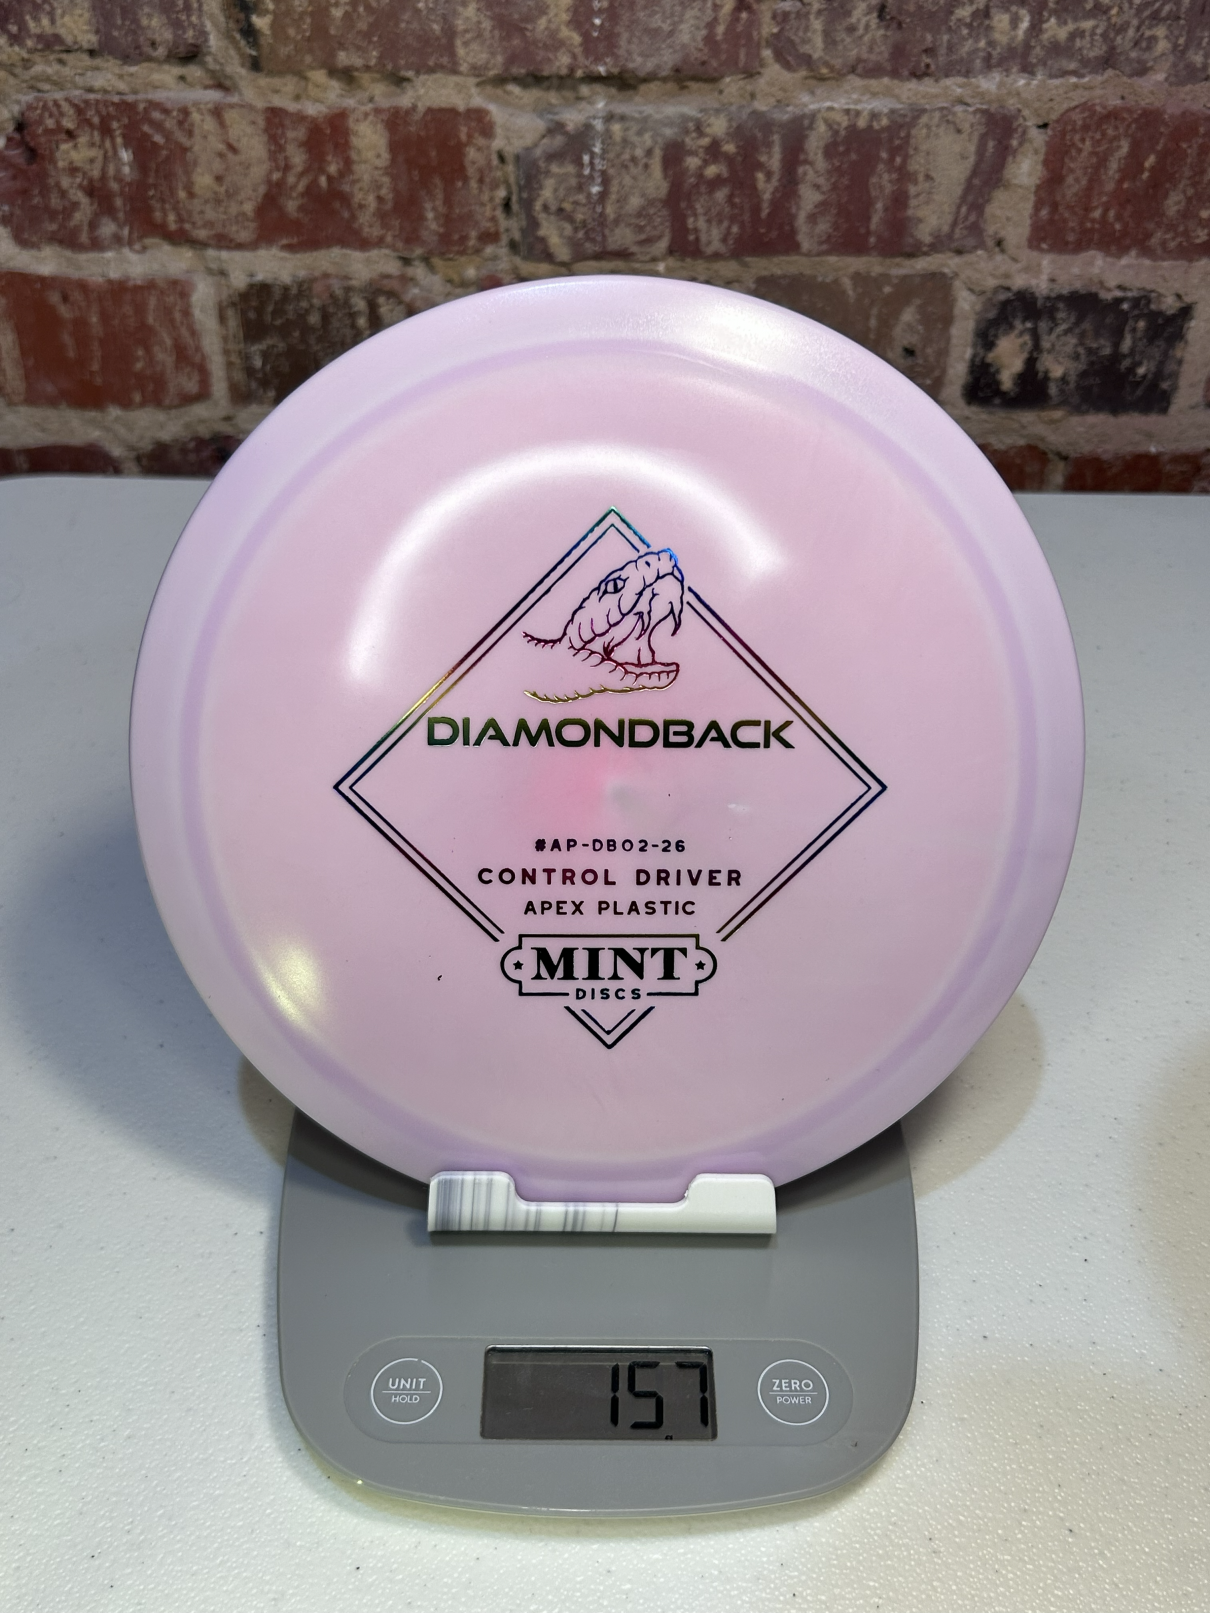 DIAMONDBACK
#AP-DB02-26
CONTROL DRIVER
APEX PLASTIC
MINT
DISCS
UNIT
HOLD
157
ZERO
POWER